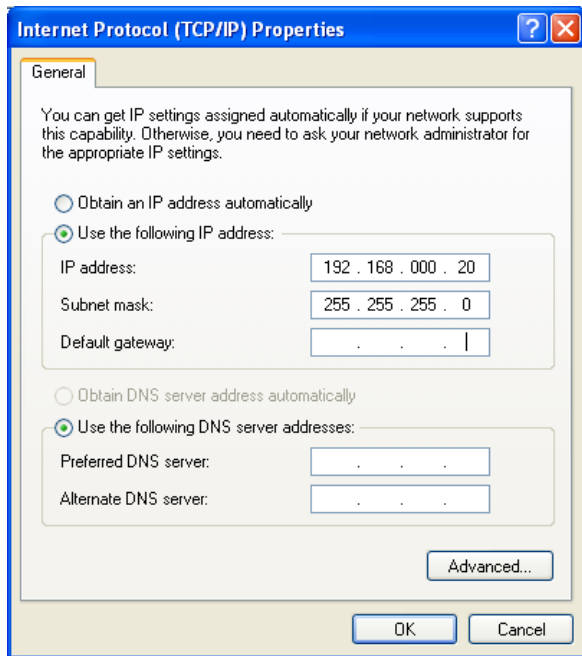 Internet Protocol (TCP/IP) Properties
General
You can get IP settings assigned automatically if your network supports
this capability. Otherwise, you need to ask your network administrator for
the appropriate IP settings.
Obtain an IP address automatically
Use the following IP address:
IP address: 192 . 168 . 000 . 20
Subnet mask: 255 . 255 . 255 . 0
Default gateway: . . .
Obtain DNS server address automatically
Use the following DNS server addresses:
Preferred DNS server: . . .
Alternate DNS server: . . .
Advanced...
OK Cancel